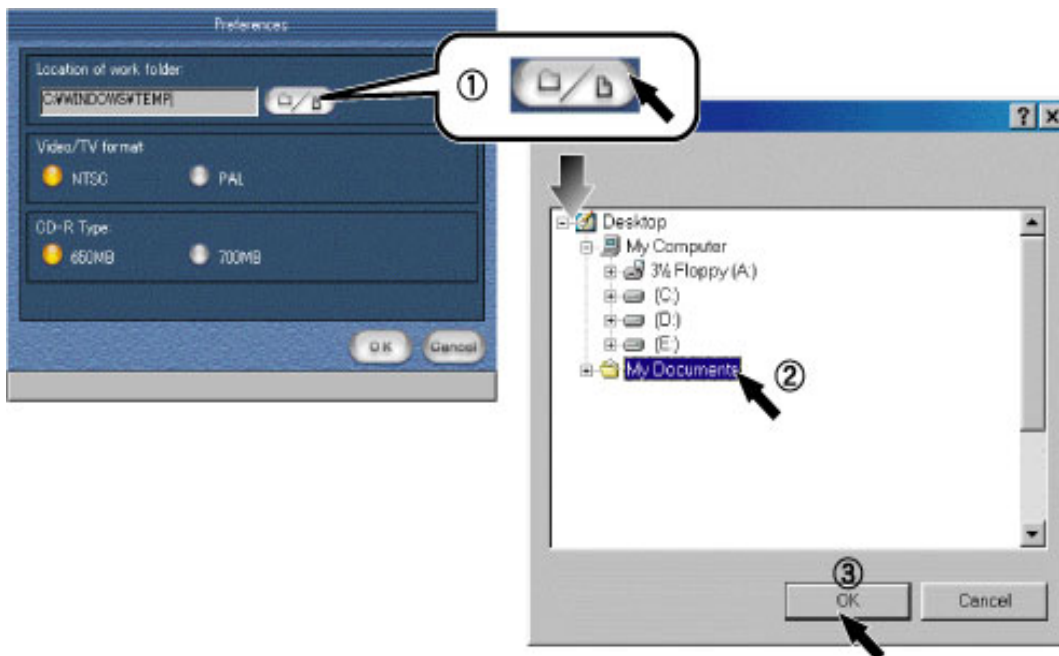 Preferences
Location of work folder
C:¥WINDOWS¥TEMP
Video/TV format
NTSC PAL
CD-R Type
650MB 700MB
OK Cancel
①
Desktop
My Computer
3½ Floppy (A:)
(C:)
(D:)
(E:)
My Documents
②
③
OK Cancel